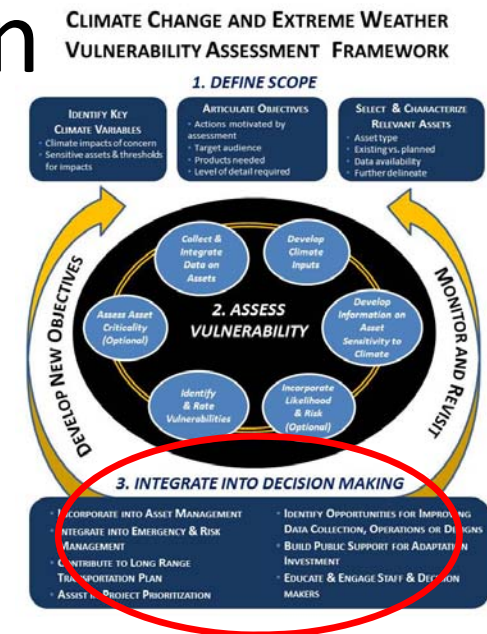 n
CLIMATE CHANGE AND EXTREME WEATHER
VULNERABILITY ASSESSMENT FRAMEWORK
1. DEFINE SCOPE
IDENTIFY KEY
CLIMATE VARIABLES
• Climate impacts of concern
• Sensitive assets & thresholds
for impacts
ARTICULATE OBJECTIVES
• Actions motivated by
assessment
• Target audience
• Products needed
• Level of detail required
SELECT & CHARACTERIZE
RELEVANT ASSETS
• Asset type
• Existing vs. planned
• Data availability
• Further delineate
DEVELOP NEW OBJECTIVES
MONITOR AND REVISIT
2. ASSESS
VULNERABILITY
Collect &
Integrate
Data on
Assets
Develop
Climate
Inputs
Assess Asset
Criticality
(Optional)
Develop
Information on
Asset
Sensitivity to
Climate
Identify
& Rate
Vulnerabilities
Incorporate
Likelihood
& Risk
(Optional)
3. INTEGRATE INTO DECISION MAKING
• INCORPORATE INTO ASSET MANAGEMENT
• INTEGRATE INTO EMERGENCY & RISK
MANAGEMENT
• CONTRIBUTE TO LONG RANGE
TRANSPORTATION PLAN
• ASSIST IN PROJECT PRIORITIZATION
• IDENTIFY OPPORTUNITIES FOR IMPROVING
DATA COLLECTION, OPERATIONS OR DESIGNS
• BUILD PUBLIC SUPPORT FOR ADAPTATION
INVESTMENT
• EDUCATE & ENGAGE STAFF & DECISION
MAKERS